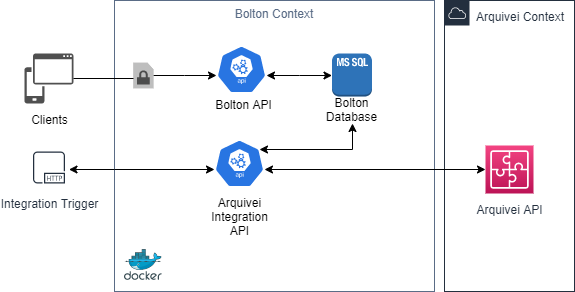 Bolton Context
Arquivei Context
MS SQL
api
Clients
Bolton API
Bolton
Database
api
HTTP
Integration Trigger
Arquivei
Integration
API
Arquivei API
docker